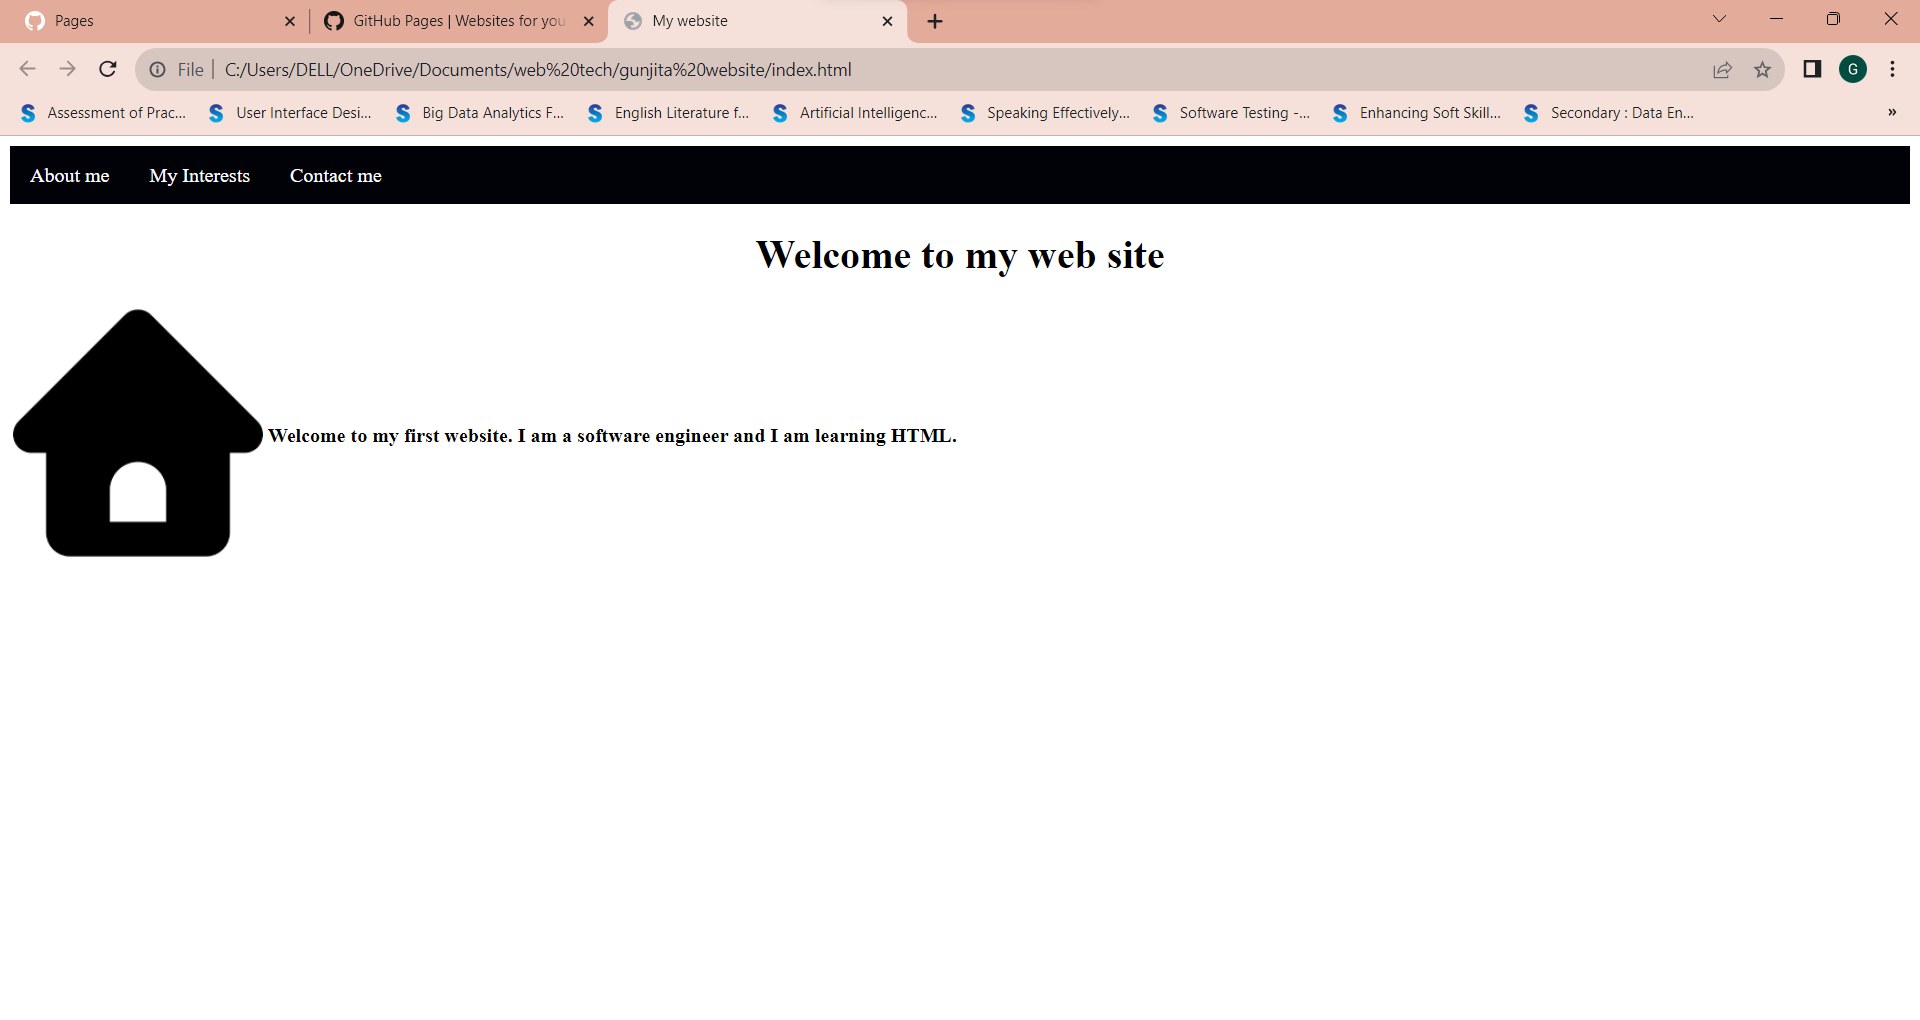 Pages
GitHub Pages | Websites for you
My website
File | C:/Users/DELL/OneDrive/Documents/web%20tech/gunjita%20website/index.html
G
Assessment of Prac...
User Interface Desi...
Big Data Analytics F...
English Literature f...
Artificial Intelligenc...
Speaking Effectively...
Software Testing -...
Enhancing Soft Skill...
Secondary : Data En...
»
About me
My Interests
Contact me
Welcome to my web site
Welcome to my first website. I am a software engineer and I am learning HTML.